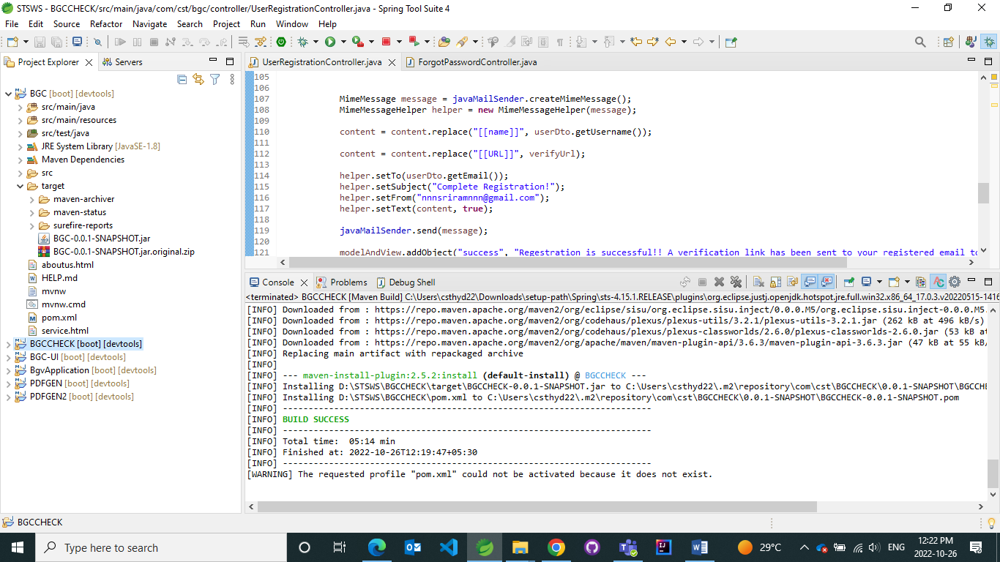 STSWS - BGCCHECK/src/main/java/com/cst/bgc/controller/UserRegistrationController.java - Spring Tool Suite 4
File Edit Source Refactor Navigate Search Project Run Window Help
Project Explorer Servers
BGC [boot] [devtools]
src/main/java
src/main/resources
src/test/java
JRE System Library [JavaSE-1.8]
Maven Dependencies
src
target
maven-archiver
maven-status
surefire-reports
BGC-0.0.1-SNAPSHOT.jar
BGC-0.0.1-SNAPSHOT.jar.original.zip
aboutus.html
HELP.md
mvnw
mvnw.cmd
pom.xml
service.html
BGCCHECK [boot] [devtools]
BGC-UI [boot] [devtools]
BgvApplication [boot] [devtools]
PDFGEN [boot] [devtools]
PDFGEN2 [boot] [devtools]
UserRegistrationController.java ForgotPasswordController.java
105
106
107 MimeMessage message = javaMailSender.createMimeMessage();
108 MimeMessageHelper helper = new MimeMessageHelper(message);
109
110 content = content.replace("[[name]]", userDto.getUsername());
111
112 content = content.replace("[[URL]]", verifyUrl);
113
114 helper.setTo(userDto.getEmail());
115 helper.setSubject("Complete Registration!");
116 helper.setFrom("nnnsriramnnn@gmail.com");
117 helper.setText(content, true);
118
119 javaMailSender.send(message);
120
121 modelAndView.addObject("success", "Regestration is successful!! A verification link has been sent to your registered email to
Console Problems Debug Shell
<terminated> BGCCHECK [Maven Build] C:\Users\csthyd22\Downloads\setup-path\Spring\sts-4.15.1.RELEASE\plugins\org.eclipse.justj.openjdk.hotspot.jre.full.win32.x86_64_17.0.3.v20220515-1416
[INFO] Downloaded from : https://repo.maven.apache.org/maven2/org/eclipse/sisu/org.eclipse.sisu.inject/0.0.0.M5/org.eclipse.sisu.inject-0.0.0.M5.
[INFO] Downloaded from : https://repo.maven.apache.org/maven2/org/codehaus/plexus/plexus-utils/3.2.1/plexus-utils-3.2.1.jar (262 kB at 496 kB/s)
[INFO] Downloaded from : https://repo.maven.apache.org/maven2/org/codehaus/plexus/plexus-classworlds/2.6.0/plexus-classworlds-2.6.0.jar (53 kB at
[INFO] Downloaded from : https://repo.maven.apache.org/maven2/org/apache/maven/maven-plugin-api/3.6.3/maven-plugin-api-3.6.3.jar (47 kB at 55 kB/
[INFO] Replacing main artifact with repackaged archive
[INFO]
[INFO] --- maven-install-plugin:2.5.2:install (default-install) @ BGCCHECK ---
[INFO] Installing D:\STSWS\BGCCHECK\target\BGCCHECK-0.0.1-SNAPSHOT.jar to C:\Users\csthyd22\.m2\repository\com\cst\BGCCHECK\0.0.1-SNAPSHOT\BGCCHE
[INFO] Installing D:\STSWS\BGCCHECK\pom.xml to C:\Users\csthyd22\.m2\repository\com\cst\BGCCHECK\0.0.1-SNAPSHOT\BGCCHECK-0.0.1-SNAPSHOT.pom
[INFO] ------------------------------------------------------------------------
[INFO] BUILD SUCCESS
[INFO] ------------------------------------------------------------------------
[INFO] Total time:  05:14 min
[INFO] Finished at: 2022-10-26T12:19:47+05:30
[INFO] ------------------------------------------------------------------------
[WARNING] The requested profile "pom.xml" could not be activated because it does not exist.
BGCCHECK
Type here to search
29°C
ENG
12:22 PM
2022-10-26